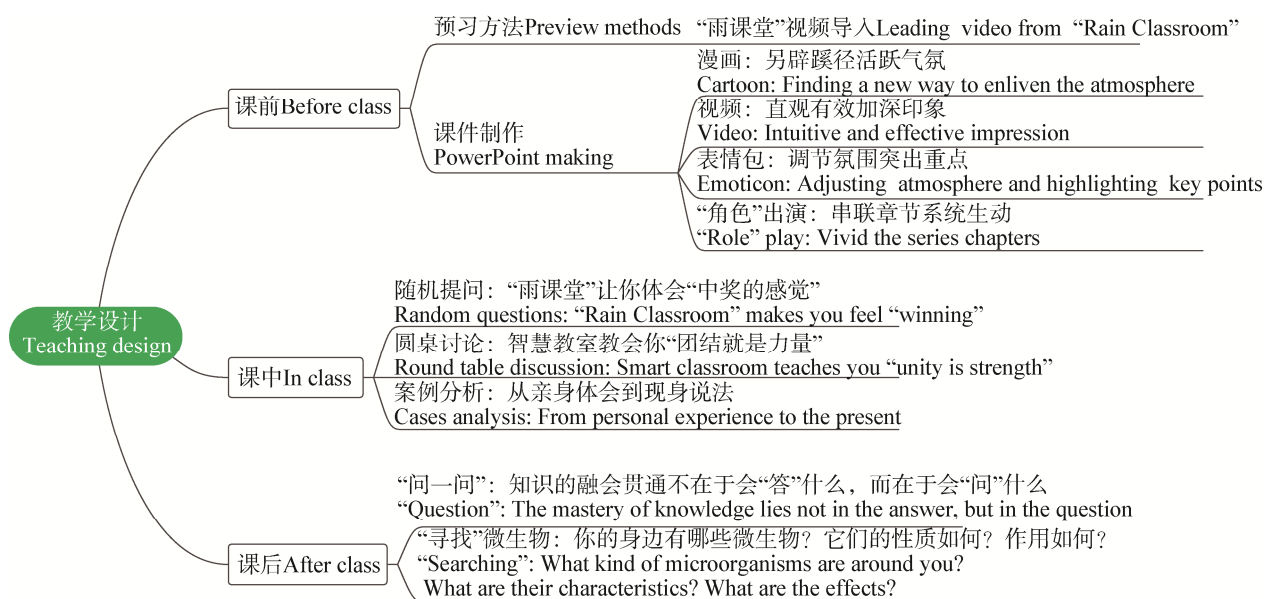 教学设计
Teaching design
课前Before class
预习方法Preview methods “雨课堂”视频导入Leading video from “Rain Classroom”
课件制作
PowerPoint making
漫画：另辟蹊径活跃气氛
Cartoon: Finding a new way to enliven the atmosphere
视频：直观有效加深印象
Video: Intuitive and effective impression
表情包：调节氛围突出重点
Emoticon: Adjusting atmosphere and highlighting key points
“角色”出演：串联章节系统生动
“Role” play: Vivid the series chapters
课中In class
随机提问：“雨课堂”让你体会“中奖的感觉”
Random questions: “Rain Classroom” makes you feel “winning”
圆桌讨论：智慧教室教会你“团结就是力量”
Round table discussion: Smart classroom teaches you “unity is strength”
案例分析：从亲身体会到现身说法
Cases analysis: From personal experience to the present
课后After class
“问一问”：知识的融会贯通不在于会“答”什么，而在于会“问”什么
“Question”: The mastery of knowledge lies not in the answer, but in the question
“寻找”微生物：你的身边有哪些微生物？它们的性质如何？作用如何？
“Searching”: What kind of microorganisms are around you?
What are their characteristics? What are the effects?